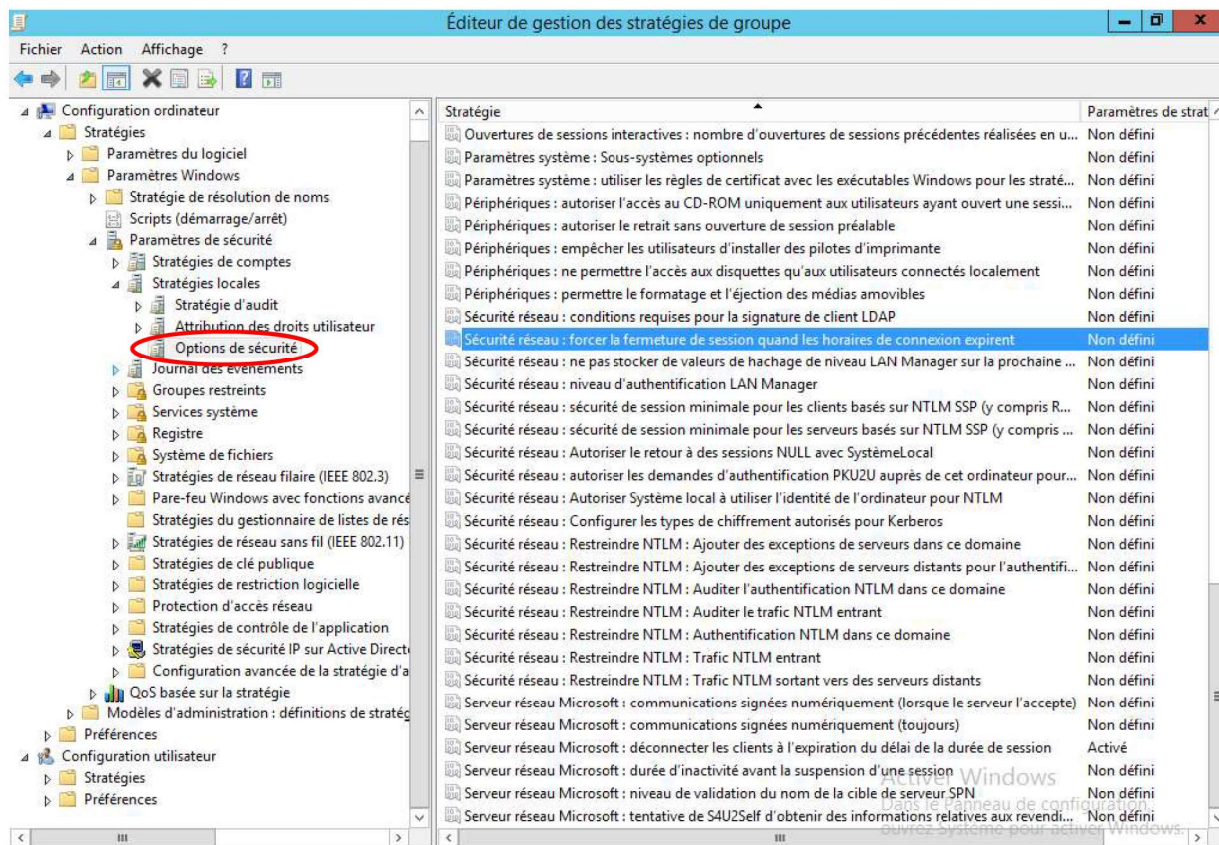 Éditeur de gestion des stratégies de groupe
Fichier Action Affichage ?
Configuration ordinateur
Stratégies
Paramètres du logiciel
Paramètres Windows
Stratégie de résolution de noms
Scripts (démarrage/arrêt)
Paramètres de sécurité
Stratégies de comptes
Stratégies locales
Stratégie d'audit
Attribution des droits utilisateur
Options de sécurité
Journal des événements
Groupes restreints
Services système
Registre
Système de fichiers
Stratégies de réseau filaire (IEEE 802.3)
Pare-feu Windows avec fonctions avancé
Stratégies du gestionnaire de listes de rés
Stratégies de réseau sans fil (IEEE 802.11)
Stratégies de clé publique
Stratégies de restriction logicielle
Protection d'accès réseau
Stratégies de contrôle de l'application
Stratégies de sécurité IP sur Active Direct
Configuration avancée de la stratégie d'a
QoS basée sur la stratégie
Modèles d'administration : définitions de stratég
Préférences
Configuration utilisateur
Stratégies
Préférences
Stratégie Paramètres de strat
Ouvertures de sessions interactives : nombre d'ouvertures de sessions précédentes réalisées en u... Non défini
Paramètres système : Sous-systèmes optionnels Non défini
Paramètres système : utiliser les règles de certificat avec les exécutables Windows pour les straté... Non défini
Périphériques : autoriser l'accès au CD-ROM uniquement aux utilisateurs ayant ouvert une sessi... Non défini
Périphériques : autoriser le retrait sans ouverture de session préalable Non défini
Périphériques : empêcher les utilisateurs d'installer des pilotes d'imprimante Non défini
Périphériques : ne permettre l'accès aux disquettes qu'aux utilisateurs connectés localement Non défini
Périphériques : permettre le formatage et l'éjection des médias amovibles Non défini
Sécurité réseau : conditions requises pour la signature de client LDAP Non défini
Sécurité réseau : forcer la fermeture de session quand les horaires de connexion expirent Non défini
Sécurité réseau : ne pas stocker de valeurs de hachage de niveau LAN Manager sur la prochaine ... Non défini
Sécurité réseau : niveau d'authentification LAN Manager Non défini
Sécurité réseau : sécurité de session minimale pour les clients basés sur NTLM SSP (y compris R... Non défini
Sécurité réseau : sécurité de session minimale pour les serveurs basés sur NTLM SSP (y compris ... Non défini
Sécurité réseau : Autoriser le retour à des sessions NULL avec SystèmeLocal Non défini
Sécurité réseau : autoriser les demandes d'authentification PKU2U auprès de cet ordinateur pour... Non défini
Sécurité réseau : Autoriser Système local à utiliser l'identité de l'ordinateur pour NTLM Non défini
Sécurité réseau : Configurer les types de chiffrement autorisés pour Kerberos Non défini
Sécurité réseau : Restreindre NTLM : Ajouter des exceptions de serveurs dans ce domaine Non défini
Sécurité réseau : Restreindre NTLM : Ajouter des exceptions de serveurs distants pour l'authentifi... Non défini
Sécurité réseau : Restreindre NTLM : Auditer l'authentification NTLM dans ce domaine Non défini
Sécurité réseau : Restreindre NTLM : Auditer le trafic NTLM entrant Non défini
Sécurité réseau : Restreindre NTLM : Authentification NTLM dans ce domaine Non défini
Sécurité réseau : Restreindre NTLM : Trafic NTLM entrant Non défini
Sécurité réseau : Restreindre NTLM : Trafic NTLM sortant vers des serveurs distants Non défini
Serveur réseau Microsoft : communications signées numériquement (lorsque le serveur l'accepte) Non défini
Serveur réseau Microsoft : communications signées numériquement (toujours) Non défini
Serveur réseau Microsoft : déconnecter les clients à l'expiration du délai de la durée de session Activé
Serveur réseau Microsoft : durée d'inactivité avant la suspension d'une session Non défini
Serveur réseau Microsoft : niveau de validation du nom de la cible de serveur SPN Non défini
Serveur réseau Microsoft : tentative de S4U2Self d'obtenir des informations relatives aux revendi... Non défini
Activer Windows
Dans le Panneau de configuration,
ouvrez Système pour activer Windows.